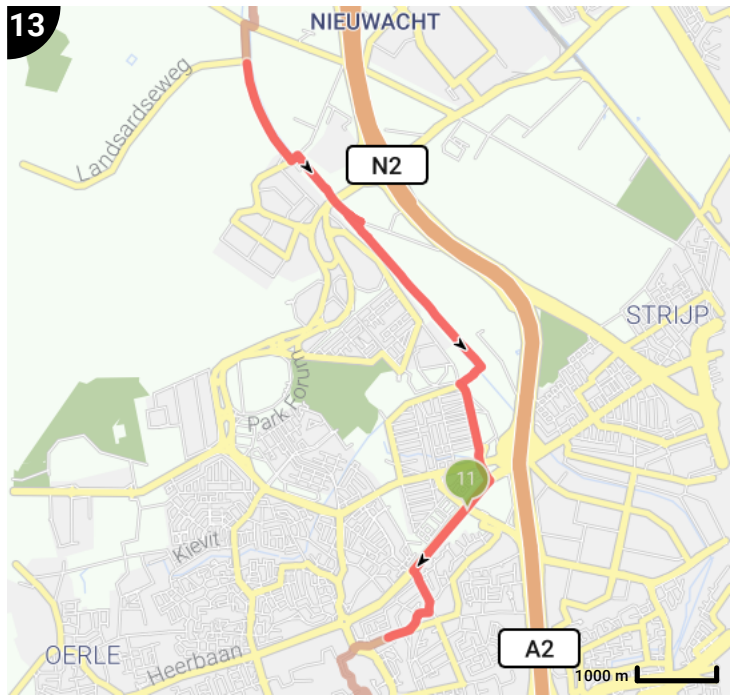 13
NIEUWACHT
Landsardseweg
N2
STRIJP
Park Forum
11
Kievit
OERLE
Heerbaan
A2
1000 m